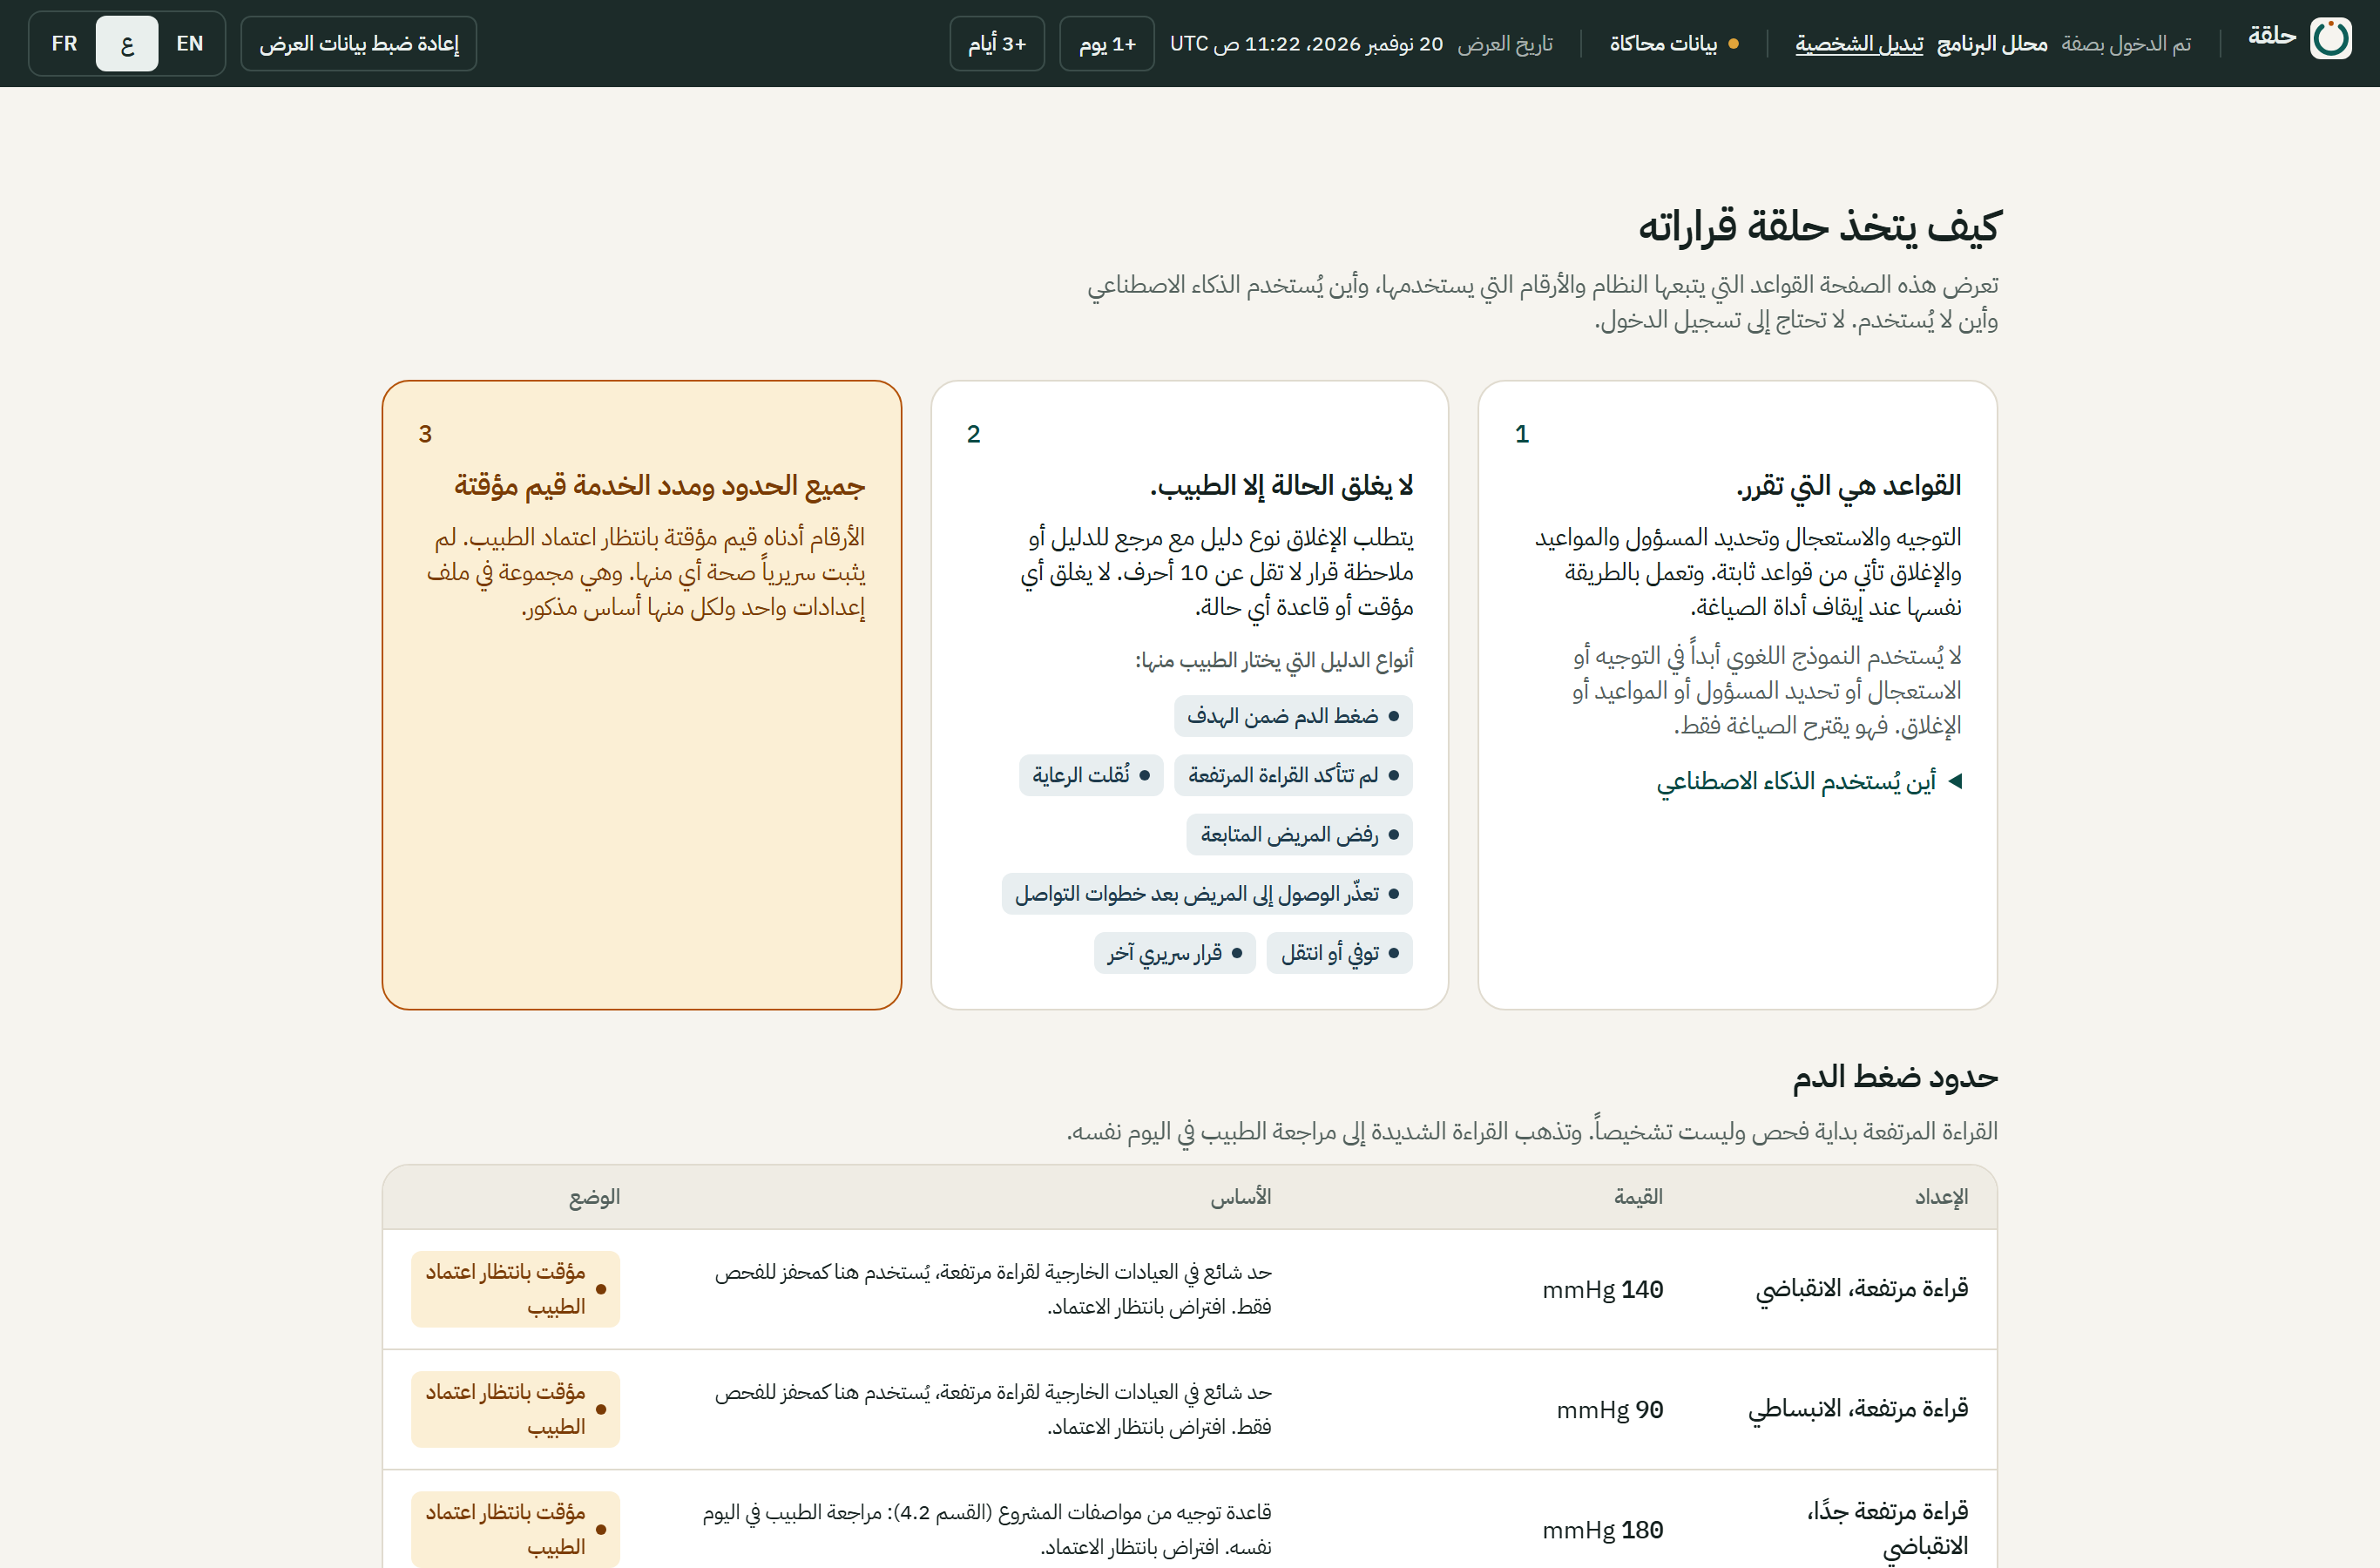 حلقة
تم الدخول بصفة محلل البرنامج تبديل الشخصية
بيانات محاكاة
تاريخ العرض 20 نوفمبر 2026، 11:22 ص UTC
+1 يوم
+3 أيام
إعادة ضبط بيانات العرض
EN
ع
FR
كيف يتخذ حلقة قراراته
تعرض هذه الصفحة القواعد التي يتبعها النظام والأرقام التي يستخدمها، وأين يُستخدم الذكاء الاصطناعي
وأين لا يُستخدم. لا تحتاج إلى تسجيل الدخول.
1
القواعد هي التي تقرر.
التوجيه والاستعجال وتحديد المسؤول والمواعيد
والإغلاق تأتي من قواعد ثابتة. وتعمل بالطريقة
نفسها عند إيقاف أداة الصياغة.
لا يُستخدم النموذج اللغوي أبداً في التوجيه أو
الاستعجال أو تحديد المسؤول أو المواعيد أو
الإغلاق. فهو يقترح الصياغة فقط.
أين يُستخدم الذكاء الاصطناعي
2
لا يغلق الحالة إلا الطبيب.
يتطلب الإغلاق نوع دليل مع مرجع للدليل أو
ملاحظة قرار لا تقل عن 10 أحرف. لا يغلق أي
مؤقت أو قاعدة أي حالة.
أنواع الدليل التي يختار الطبيب منها:
ضغط الدم ضمن الهدف
لم تتأكد القراءة المرتفعة
نُقلت الرعاية
رفض المريض المتابعة
تعذّر الوصول إلى المريض بعد خطوات التواصل
توفي أو انتقل
قرار سريري آخر
3
جميع الحدود ومدد الخدمة قيم مؤقتة
الأرقام أدناه قيم مؤقتة بانتظار اعتماد الطبيب. لم
يثبت سريرياً صحة أي منها. وهي مجموعة في ملف
إعدادات واحد ولكل منها أساس مذكور.
حدود ضغط الدم
القراءة المرتفعة بداية فحص وليست تشخيصاً. وتذهب القراءة الشديدة إلى مراجعة الطبيب في اليوم نفسه.
الإعداد القيمة الأساس الوضع
قراءة مرتفعة، الانقباضي
140 mmHg
حد شائع في العيادات الخارجية لقراءة مرتفعة، يُستخدم هنا كمحفز للفحص
فقط. افتراض بانتظار الاعتماد.
مؤقت بانتظار اعتماد
الطبيب
قراءة مرتفعة، الانبساطي
90 mmHg
حد شائع في العيادات الخارجية لقراءة مرتفعة، يُستخدم هنا كمحفز للفحص
فقط. افتراض بانتظار الاعتماد.
مؤقت بانتظار اعتماد
الطبيب
قراءة مرتفعة جدًا،
الانقباضي
180 mmHg
قاعدة توجيه من مواصفات المشروع (القسم 4.2): مراجعة الطبيب في اليوم
نفسه. افتراض بانتظار الاعتماد.
مؤقت بانتظار اعتماد
الطبيب